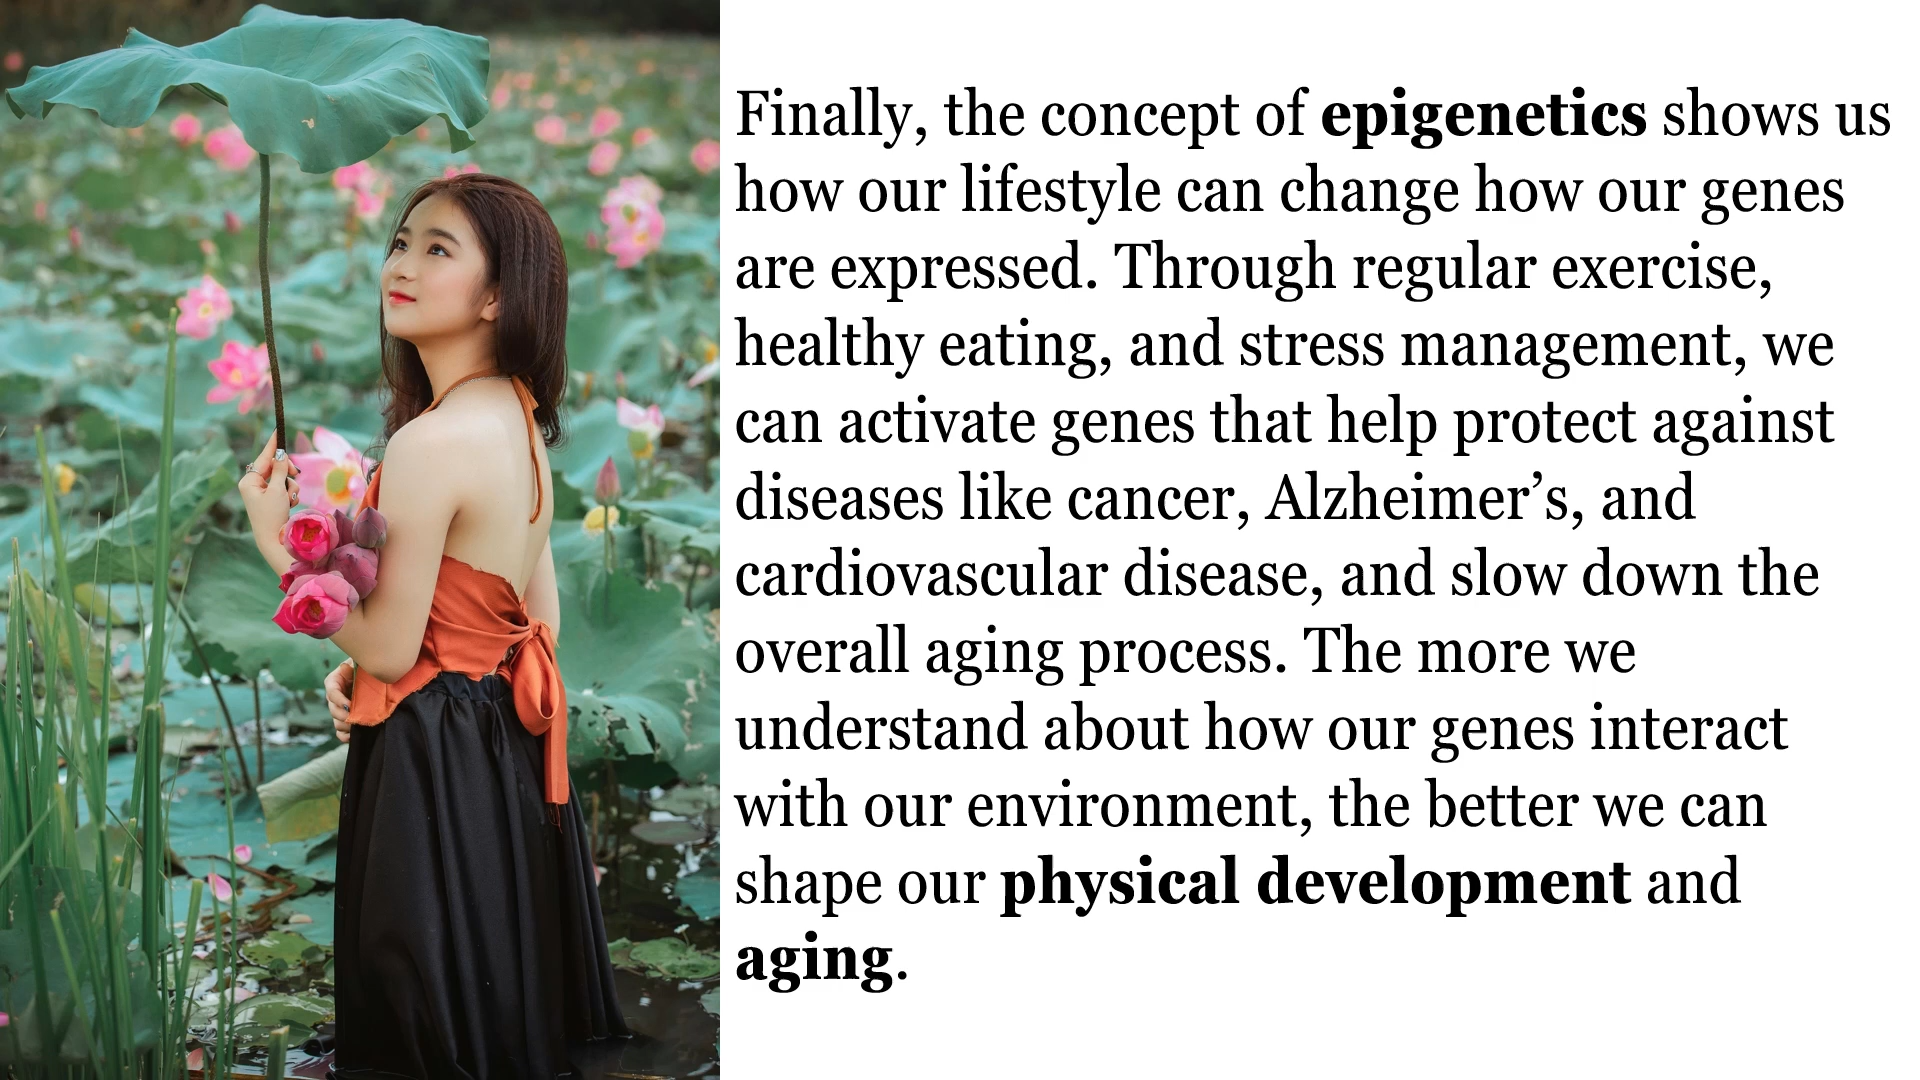 Finally, the concept of epigenetics shows us
how our lifestyle can change how our genes
are expressed. Through regular exercise,
healthy eating, and stress management, we
can activate genes that help protect against
diseases like cancer, Alzheimer’s, and
cardiovascular disease, and slow down the
overall aging process. The more we
understand about how our genes interact
with our environment, the better we can
shape our physical development and
aging.